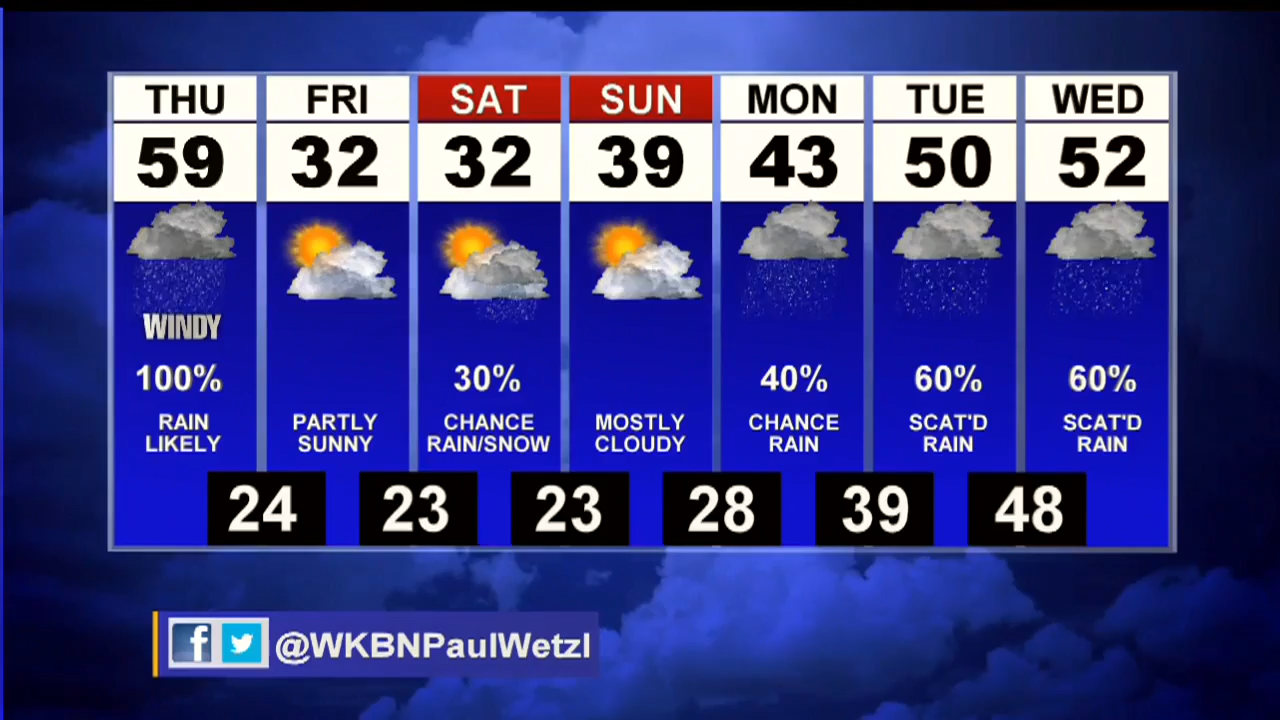 THU FRI SAT SUN MON TUE WED
59 32 32 39 43 50 52
WINDY
100% 30% 40% 60% 60%
RAIN PARTLY CHANCE MOSTLY CHANCE SCAT'D SCAT'D
LIKELY SUNNY RAIN/SNOW CLOUDY RAIN RAIN RAIN
24 23 23 28 39 48
f @WKBNPaulWetzl